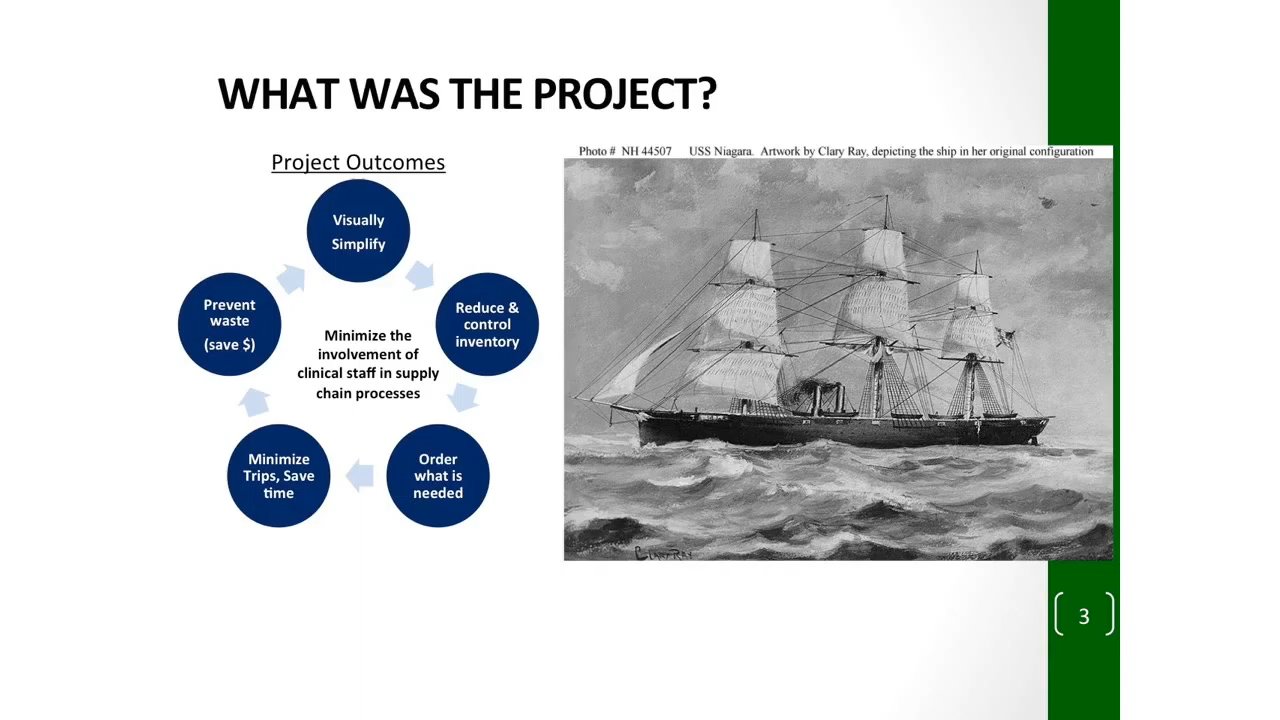 WHAT WAS THE PROJECT?
Project Outcomes
Visually
Simplify
Reduce &
control
inventory
Order
what is
needed
Minimize
Trips, Save
time
Prevent
waste
(save $)
Minimize the
involvement of
clinical staff in supply
chain processes
Photo # NH 44507 USS Niagara. Artwork by Clary Ray, depicting the ship in her original configuration
CLARY RAY
3